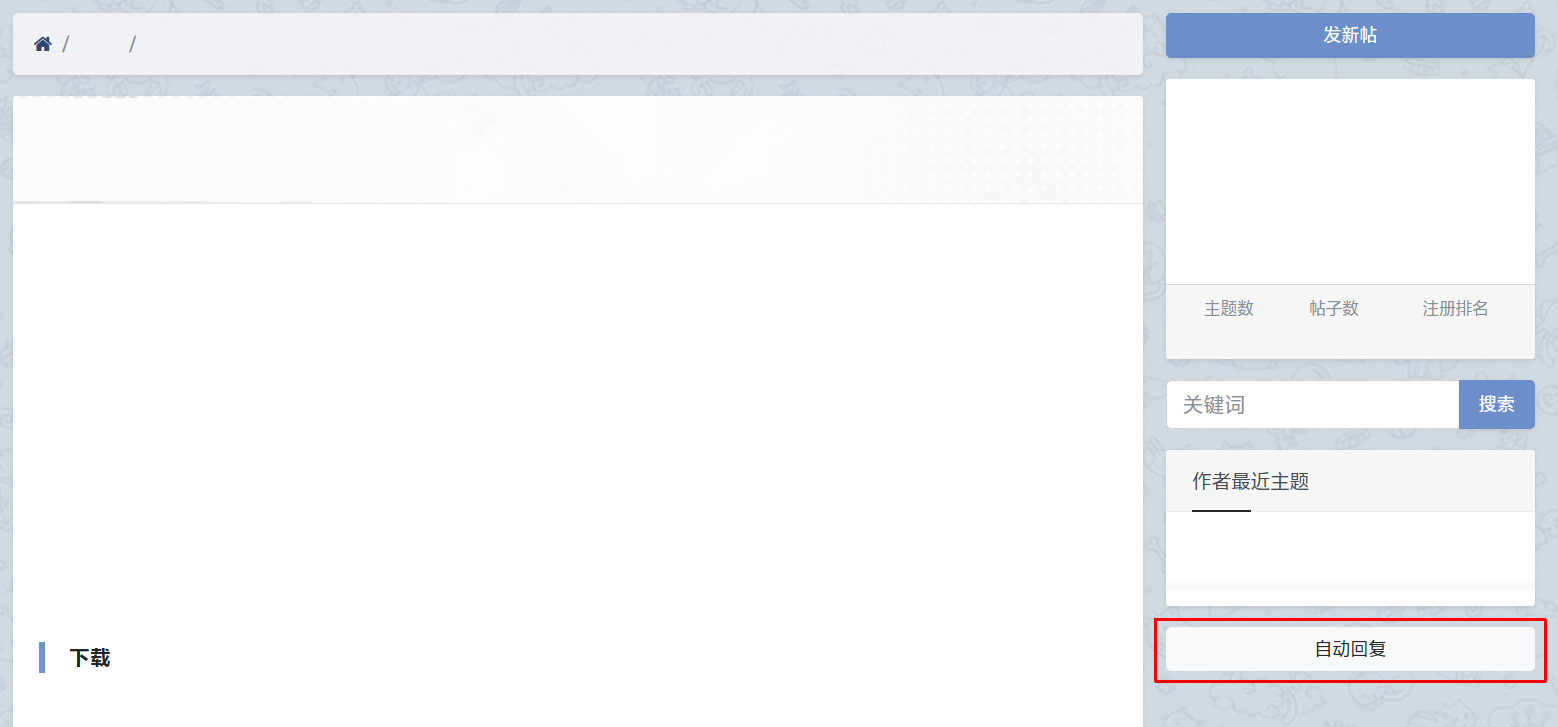 / /
下载
发新帖
主题数 帖子数 注册排名
关键词 搜索
作者最近主题
自动回复